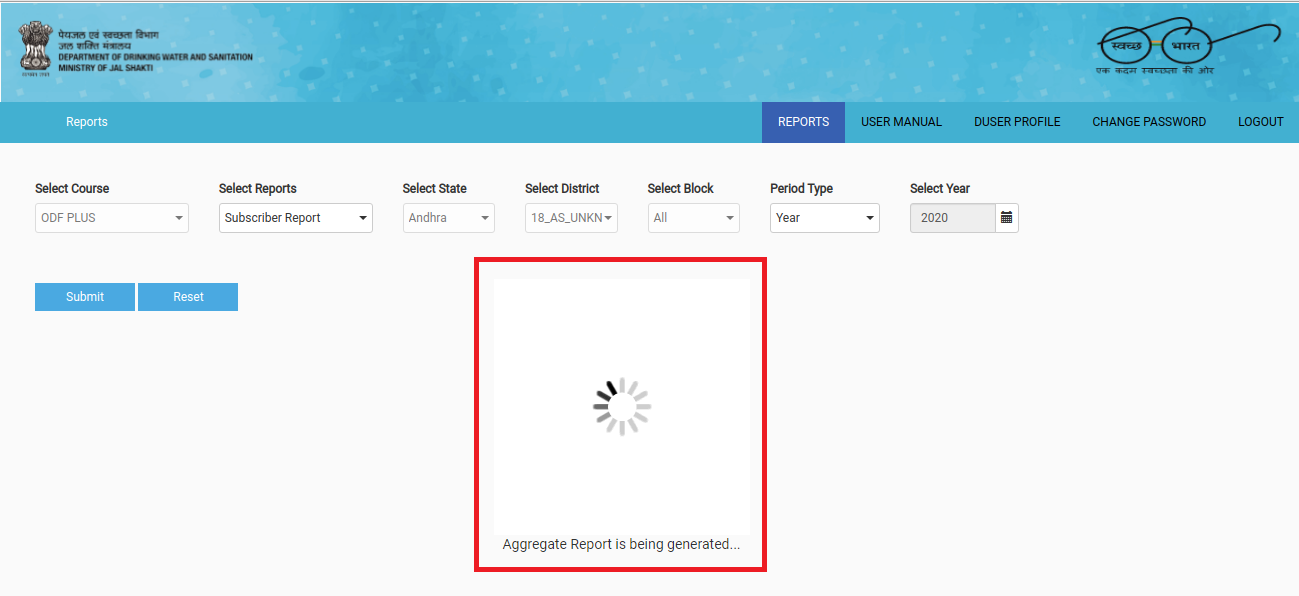 पेयजल एवं स्वच्छता विभाग
जल शक्ति मंत्रालय
DEPARTMENT OF DRINKING WATER AND SANITATION
MINISTRY OF JAL SHAKTI
स्वच्छ भारत
एक कदम स्वच्छता की ओर
Reports
REPORTS USER MANUAL DUSER PROFILE CHANGE PASSWORD LOGOUT
Select Course Select Reports Select State Select District Select Block Period Type Select Year
ODF PLUS Subscriber Report Andhra 18_AS_UNKN All Year 2020
Submit Reset
Aggregate Report is being generated...